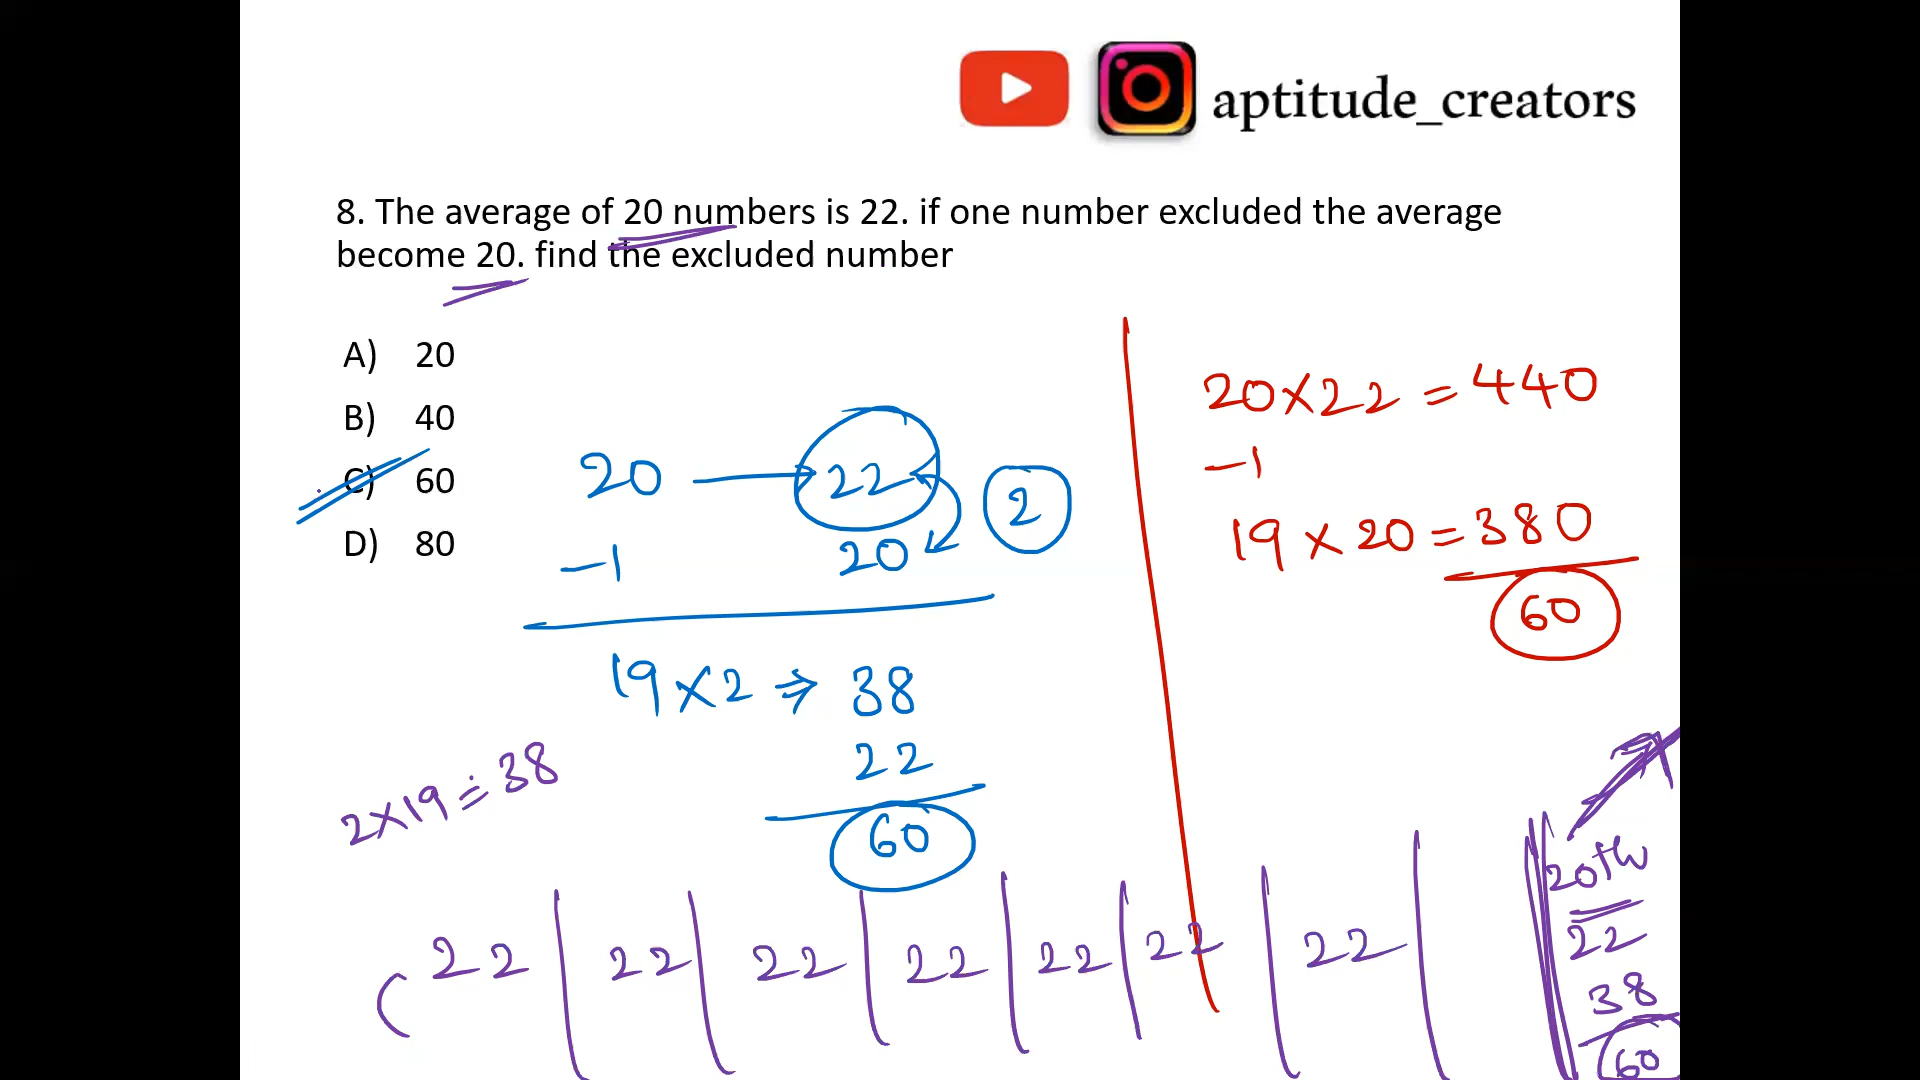 aptitude_creators
8. The average of 20 numbers is 22. if one number excluded the average
become 20. find the excluded number
A) 20
B) 40
C) 60
D) 80
20 22 2
-1 20
19 x 2 ⇒ 38
22
60
20 x 22 = 440
-1
19 x 20 = 380
60
2 x 19 = 38
( 22 | 22 | 22 | 22 | 22 | 22 | 22 |
20th
22
38
60